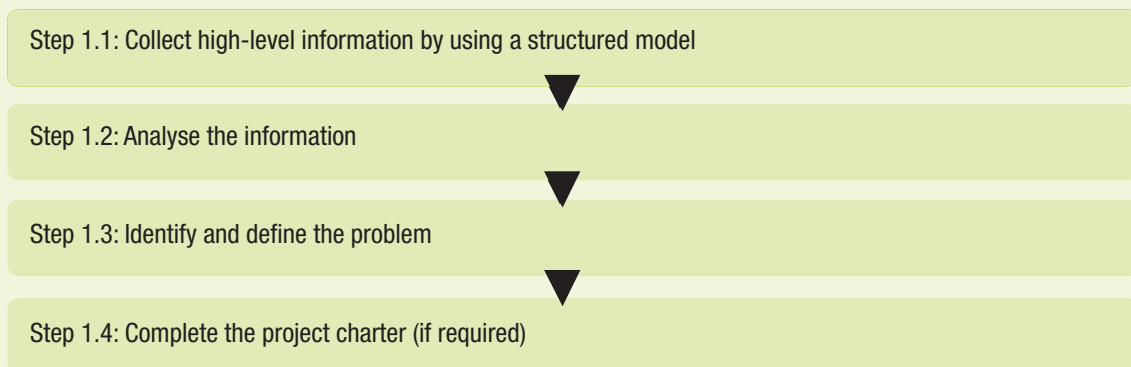 Step 1.1: Collect high-level information by using a structured model
Step 1.2: Analyse the information
Step 1.3: Identify and define the problem
Step 1.4: Complete the project charter (if required)